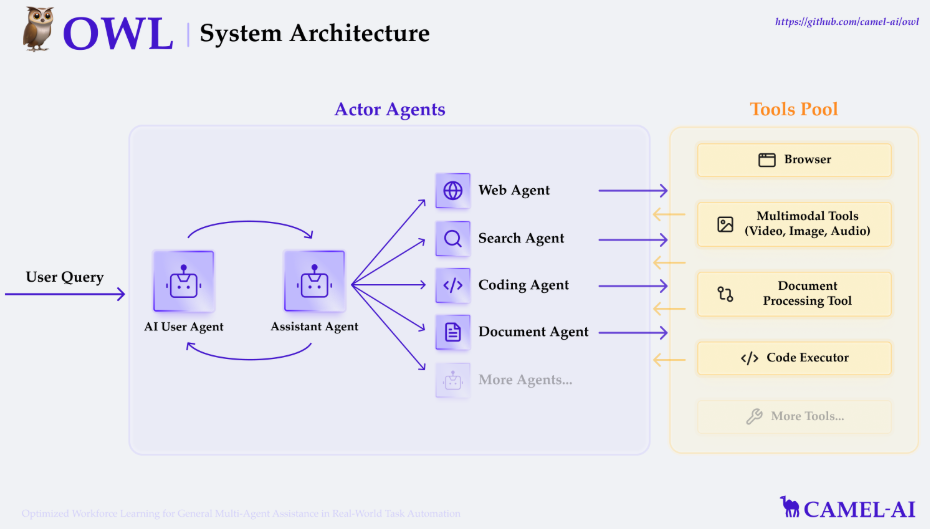 OWL | System Architecture
https://github.com/camel-ai/owl
Actor Agents
Tools Pool
User Query
AI User Agent
Assistant Agent
Web Agent
Search Agent
Coding Agent
Document Agent
More Agents...
Browser
Multimodal Tools
(Video, Image, Audio)
Document
Processing Tool
Code Executor
More Tools...
Optimized Workforce Learning for General Multi-Agent Assistance in Real-World Task Automation
CAMEL-AI